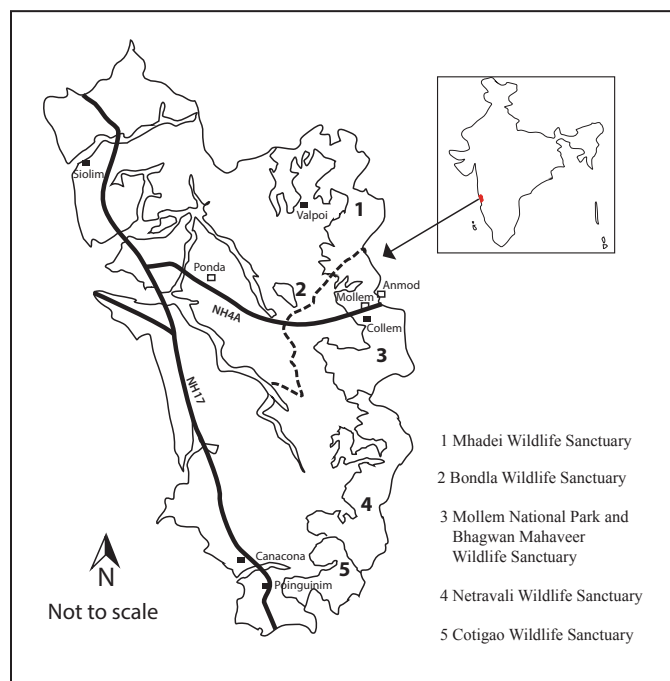 Siolim
Valpoi
1
Ponda
2
Anmod
Mollem
NH4A
Collem
3
NH17
4
Canacona
5
Poinguinim
N
Not to scale
1 Mhadei Wildlife Sanctuary
2 Bondla Wildlife Sanctuary
3 Mollem National Park and
Bhagwan Mahaveer
Wildlife Sanctuary
4 Netravali Wildlife Sanctuary
5 Cotigao Wildlife Sanctuary